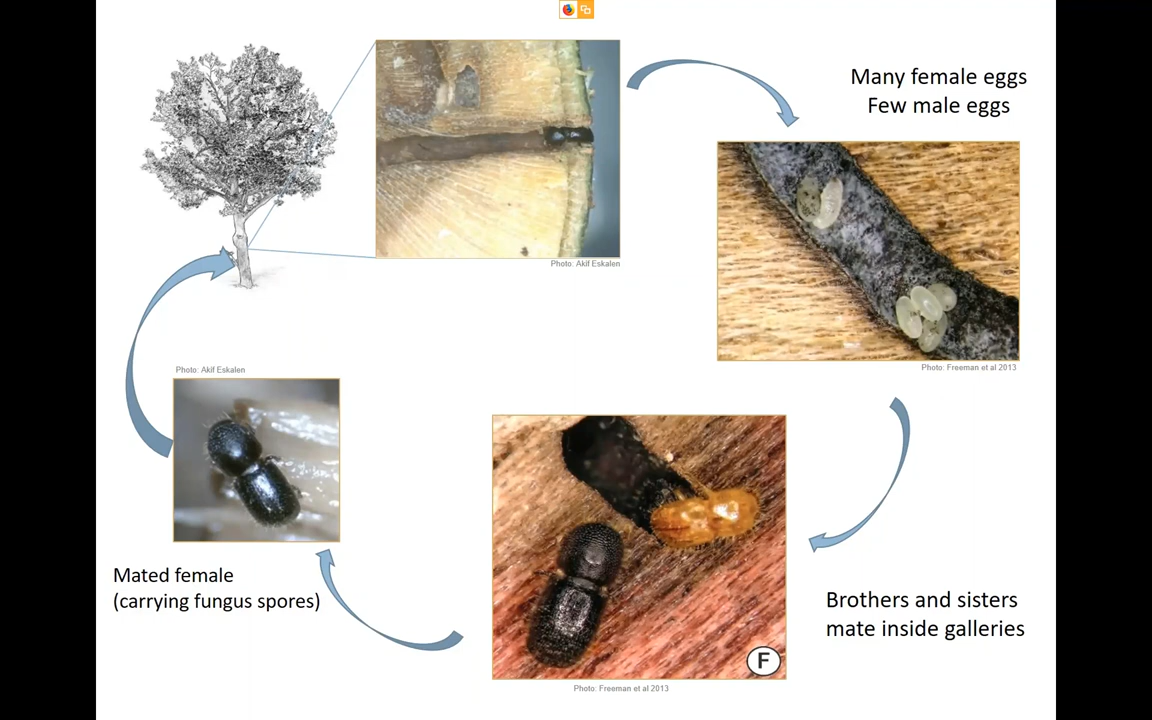 Photo: Akif Eskalen
Many female eggs
Few male eggs
Photo: Freeman et al 2013
Brothers and sisters
mate inside galleries
F
Photo: Freeman et al 2013
Photo: Akif Eskalen
Mated female
(carrying fungus spores)